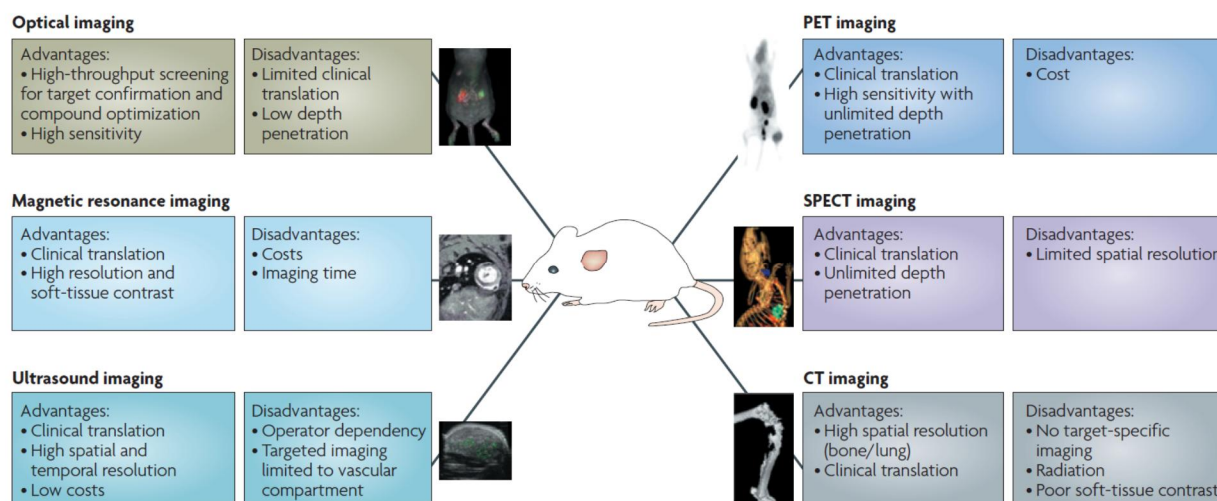 Optical imaging
Advantages:
• High-throughput screening
for target confirmation and
compound optimization
• High sensitivity
Disadvantages:
• Limited clinical
translation
• Low depth
penetration
PET imaging
Advantages:
• Clinical translation
• High sensitivity with
unlimited depth
penetration
Disadvantages:
• Cost
Magnetic resonance imaging
Advantages:
• Clinical translation
• High resolution and
soft-tissue contrast
Disadvantages:
• Costs
• Imaging time
SPECT imaging
Advantages:
• Clinical translation
• Unlimited depth
penetration
Disadvantages:
• Limited spatial resolution
Ultrasound imaging
Advantages:
• Clinical translation
• High spatial and
temporal resolution
• Low costs
Disadvantages:
• Operator dependency
• Targeted imaging
limited to vascular
compartment
CT imaging
Advantages:
• High spatial resolution
(bone/lung)
• Clinical translation
Disadvantages:
• No target-specific
imaging
• Radiation
• Poor soft-tissue contrast